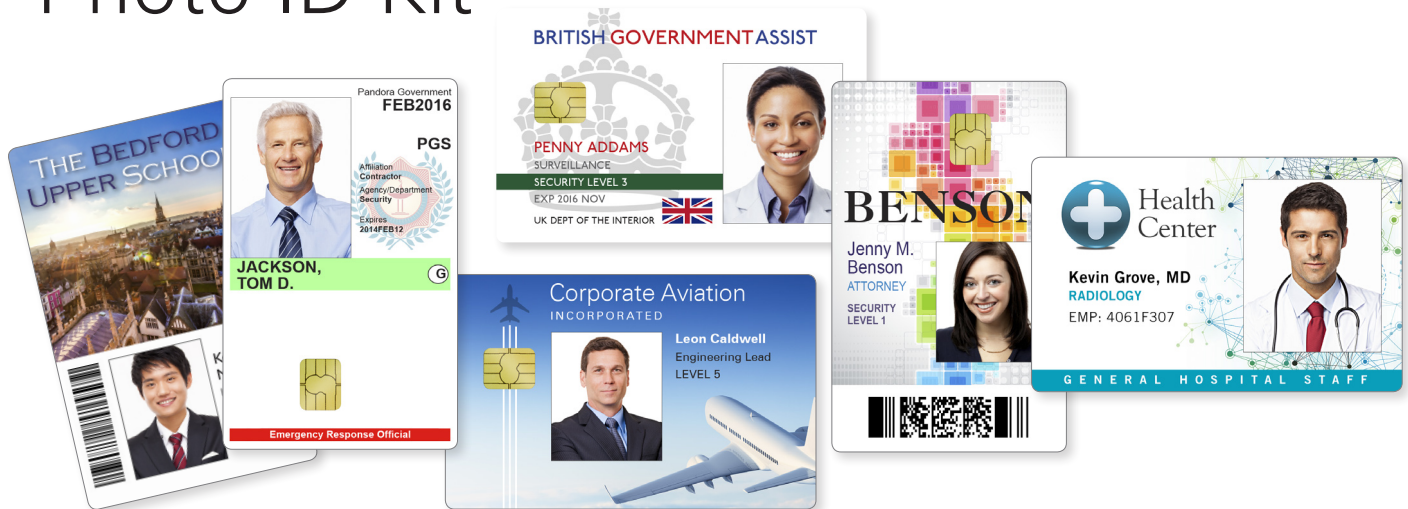 Photo ID Kit
THE BEDFORD
UPPER SCHOO
Pandora Government
FEB2016
PGS
Affiliation
Contractor
Agency/Department
Security
Expires
2014FEB12
JACKSON,
TOM D.
G
Emergency Response Official
BRITISH GOVERNMENT ASSIST
PENNY ADDAMS
SURVEILLANCE
SECURITY LEVEL 3
EXP 2016 NOV
UK DEPT OF THE INTERIOR
Corporate Aviation
INCORPORATED
Leon Caldwell
Engineering Lead
LEVEL 5
BENSON
Jenny M.
Benson
ATTORNEY
SECURITY
LEVEL 1
Health
Center
Kevin Grove, MD
RADIOLOGY
EMP: 4061F307
GENERAL HOSPITAL STAFF